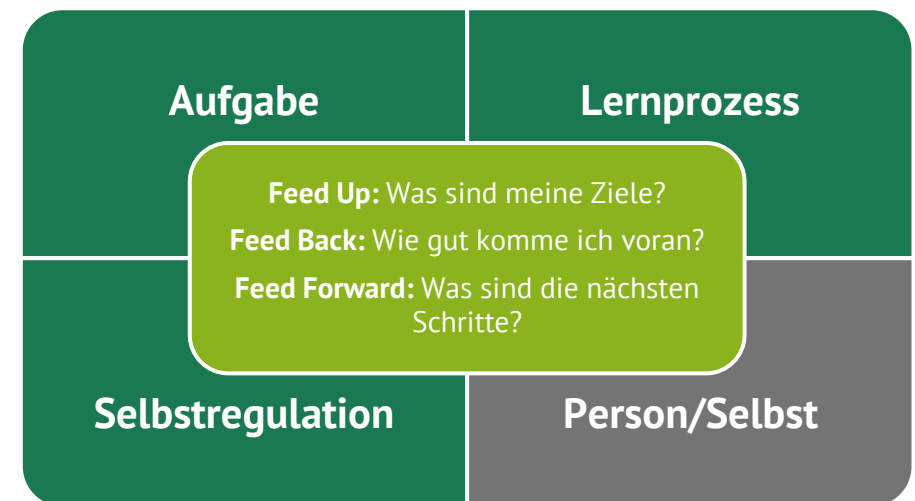 Aufgabe
Lernprozess
Feed Up: Was sind meine Ziele?
Feed Back: Wie gut komme ich voran?
Feed Forward: Was sind die nächsten
Schritte?
Selbstregulation
Person/Selbst